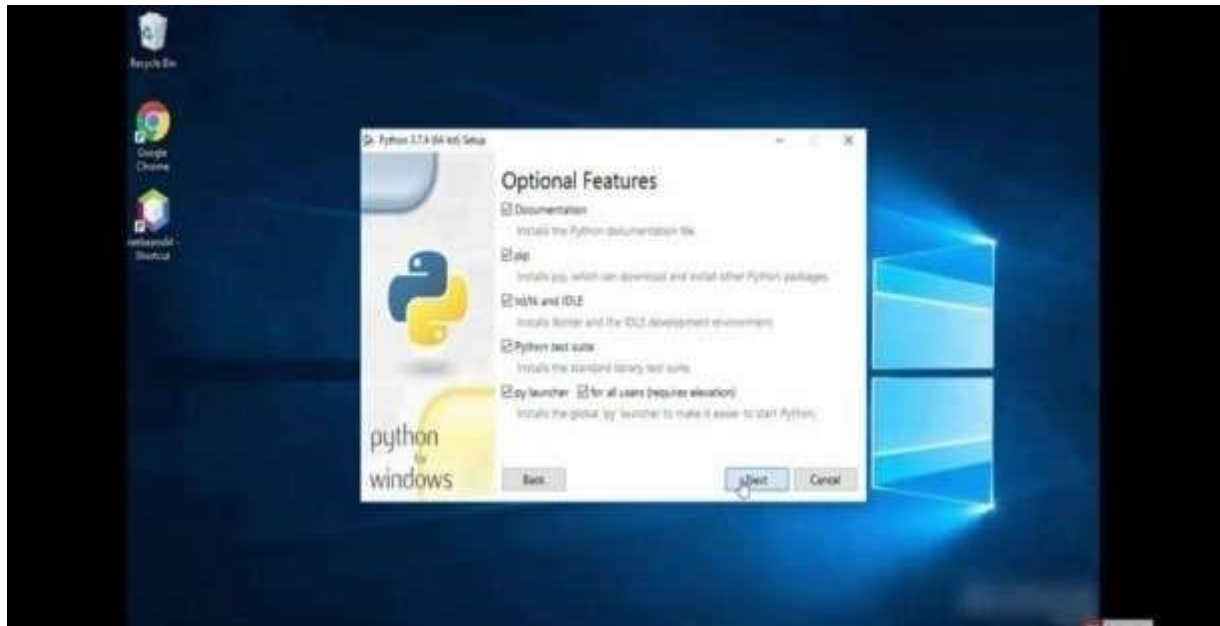 Recycle Bin
Google
Chrome
Shortcut
Python 3.7.4 (64-bit) Setup
Optional Features
Documentation
Installs the Python documentation file.
pip
Installs pip, which can download and install other Python packages.
tcl/tk and IDLE
Installs tkinter and the IDLE development environment.
Python test suite
Installs the standard library test suite.
py launcher for all users (requires elevation)
Installs the global 'py' launcher to make it easier to start Python.
python
for
windows
Back Next Cancel